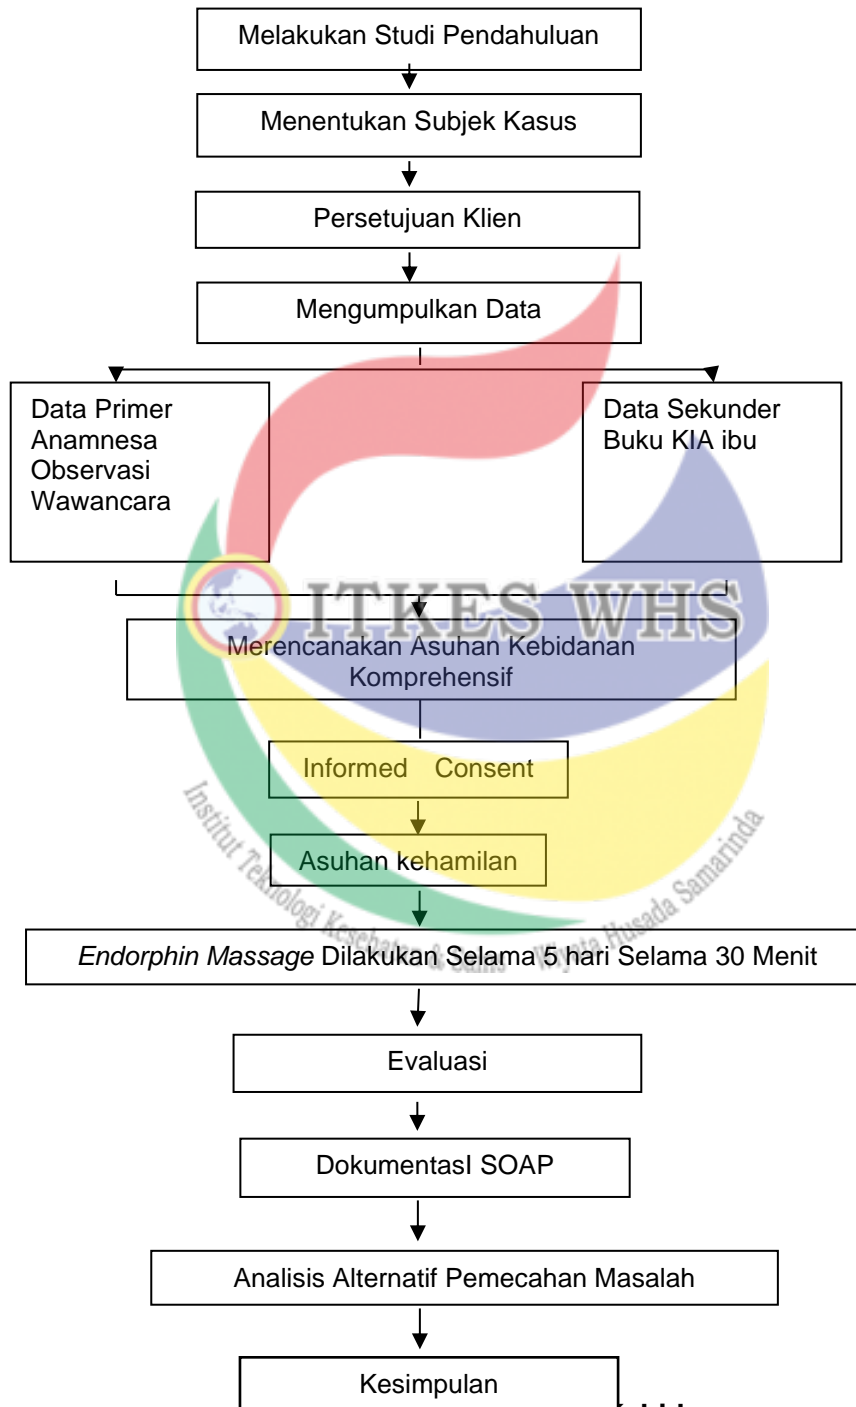 Melakukan Studi Pendahuluan
Menentukan Subjek Kasus
Persetujuan Klien
Mengumpulkan Data
Data Primer
Anamnesa
Observasi
Wawancara
Data Sekunder
Buku KIA ibu
ITKES WHS
Merencanakan Asuhan Kebidanan
Komprehensif
Informed Consent
Asuhan kehamilan
Institut Teknologi Kesehatan & Sains Wiyata Husada Samarinda
Endorphin Massage Dilakukan Selama 5 hari Selama 30 Menit
Evaluasi
DokumentasI SOAP
Analisis Alternatif Pemecahan Masalah
Kesimpulan